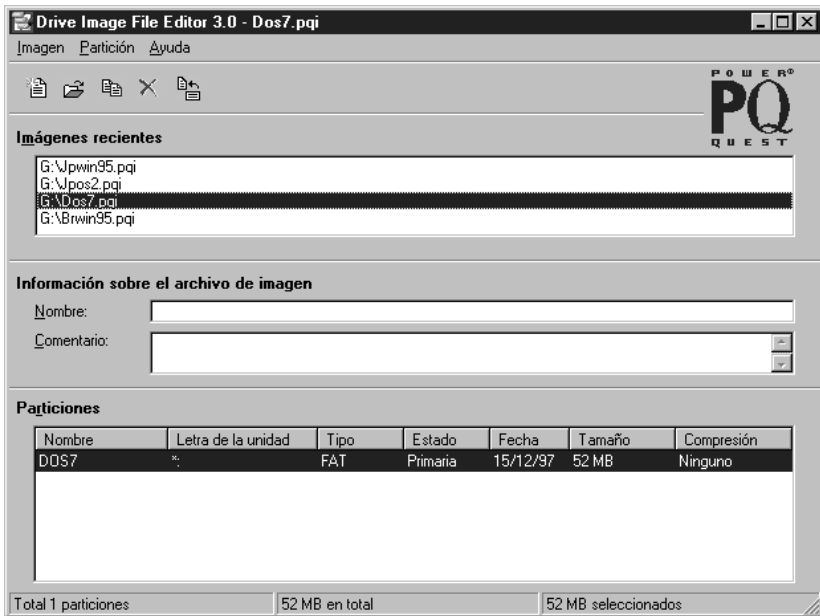 Drive Image File Editor 3.0 - Dos7.pqi
Imagen Partición Ayuda
POWER®
PQ
QUEST
Imágenes recientes
G:\Jpwin95.pqi
G:\Jpos2.pqi
G:\Dos7.pqi
G:\Brwin95.pqi
Información sobre el archivo de imagen
Nombre:
Comentario:
Particiones
Nombre Letra de la unidad Tipo Estado Fecha Tamaño Compresión
DOS7 *: FAT Primaria 15/12/97 52 MB Ninguno
Total 1 particiones 52 MB en total 52 MB seleccionados